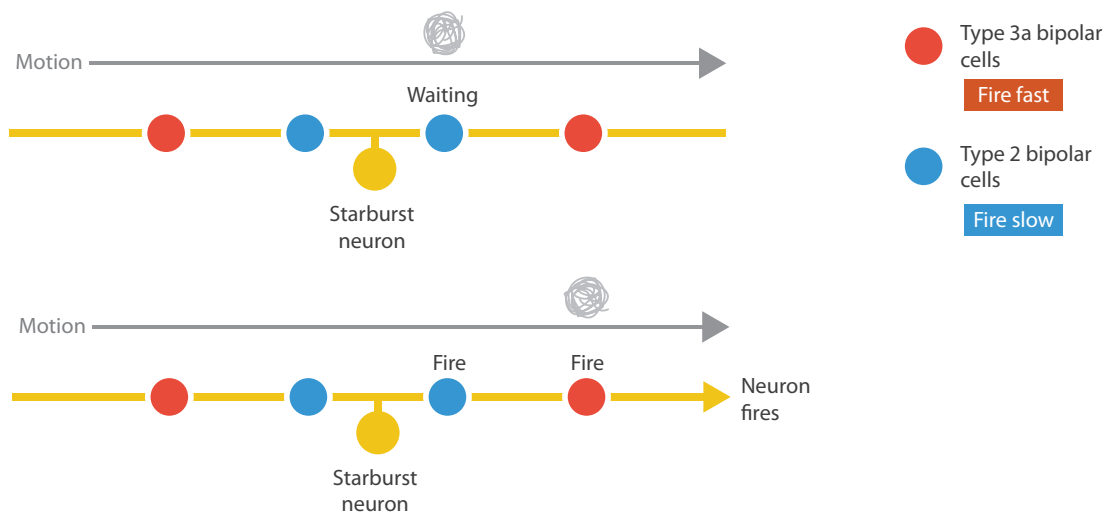 Motion
Waiting
Starburst
neuron
Type 3a bipolar
cells
Fire fast
Type 2 bipolar
cells
Fire slow
Motion
Fire
Fire
Neuron
fires
Starburst
neuron